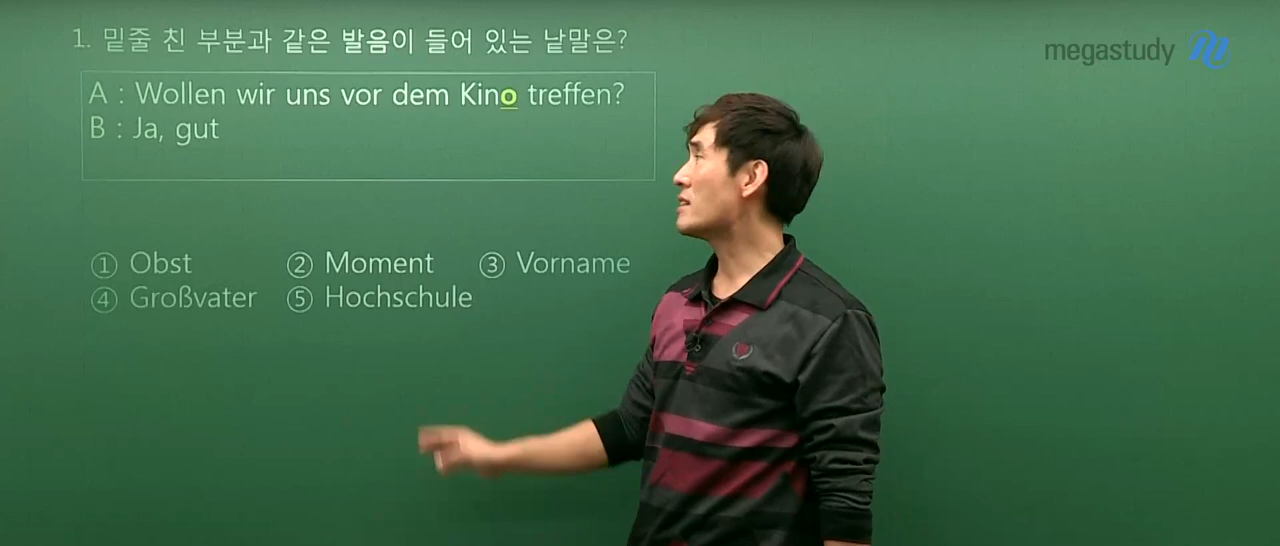 1. 밑줄 친 부분과 같은 발음이 들어 있는 낱말은?
megastudy
A : Wollen wir uns vor dem Kino treffen?
B : Ja, gut
① Obst ② Moment ③ Vorname
④ Großvater ⑤ Hochschule